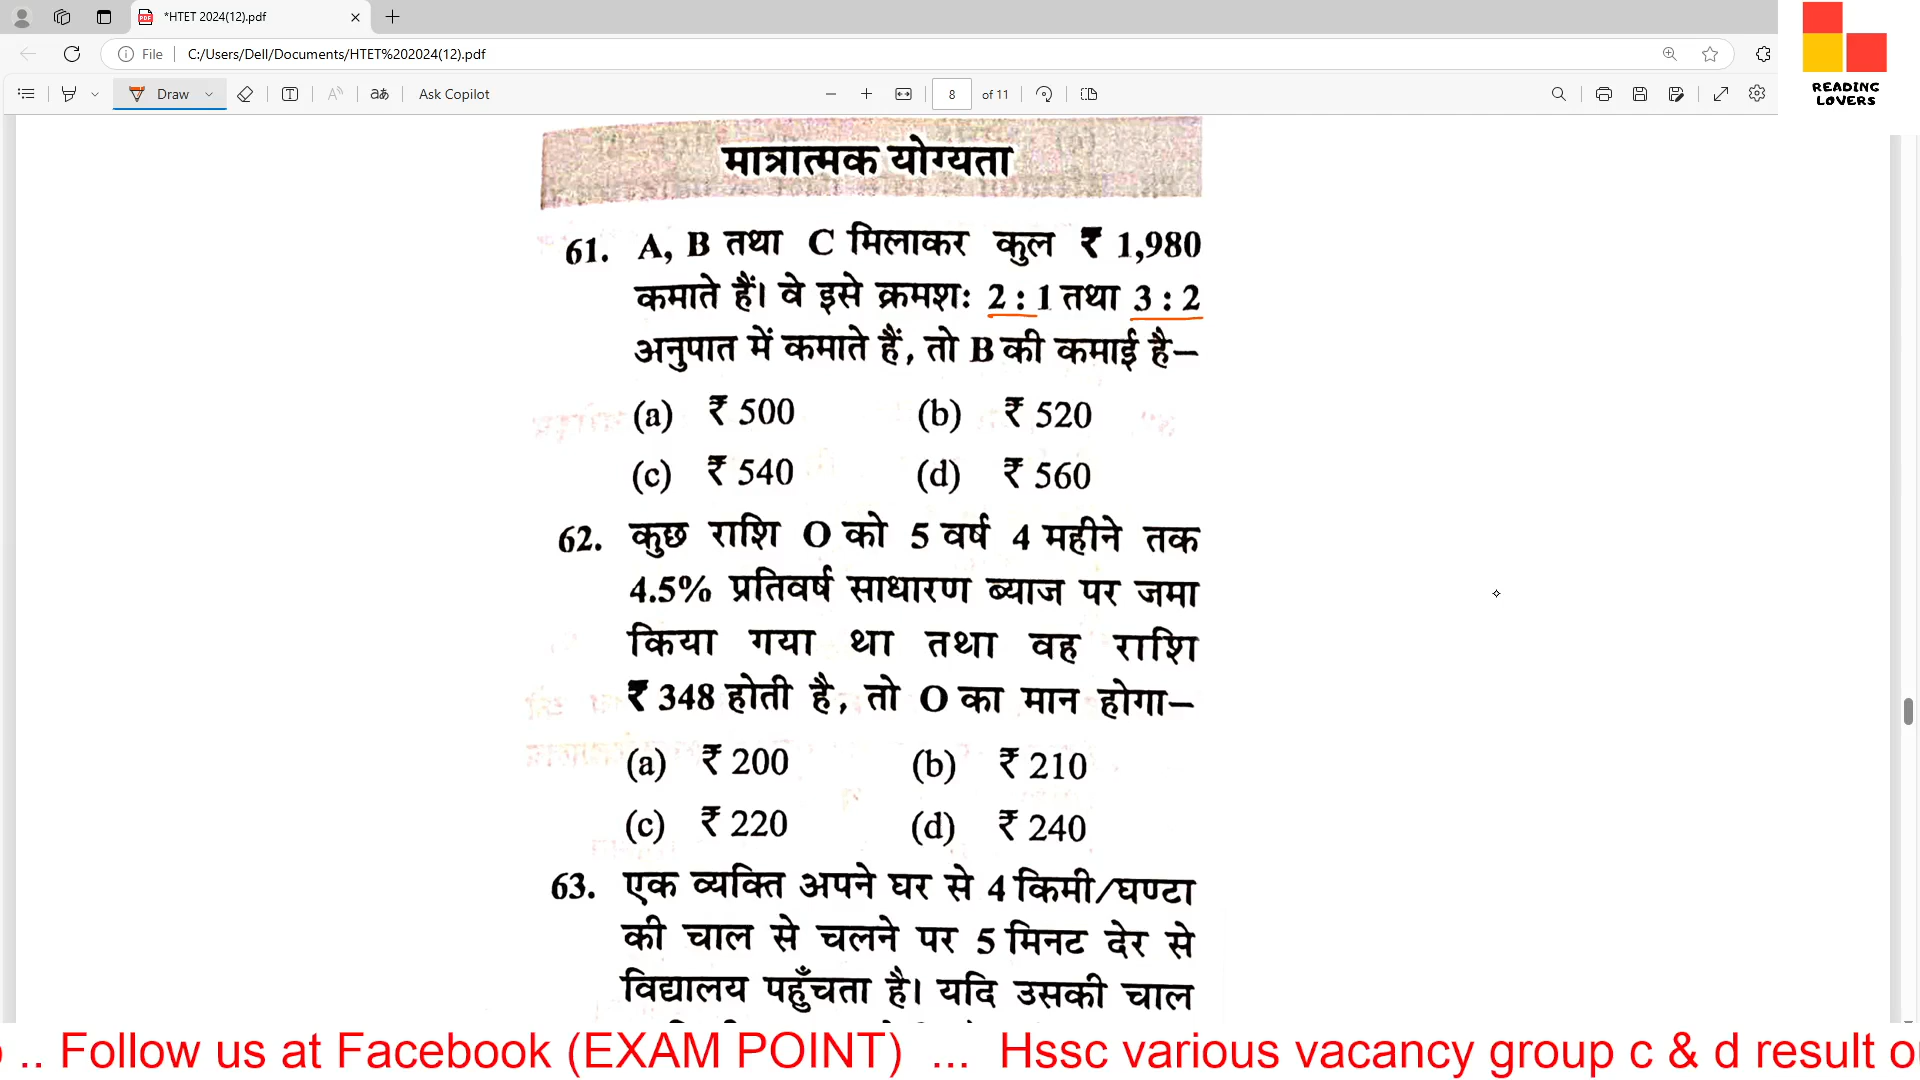 *HTET 2024(12).pdf
File C:/Users/Dell/Documents/HTET%202024(12).pdf
Draw aあ Ask Copilot 8 of 11
READING
LOVERS
मात्रात्मक योग्यता
61. A, B तथा C मिलाकर कुल ₹ 1,980
कमाते हैं। वे इसे क्रमशः 2 : 1 तथा 3 : 2
अनुपात में कमाते हैं, तो B की कमाई है–
(a) ₹ 500 (b) ₹ 520
(c) ₹ 540 (d) ₹ 560
62. कुछ राशि O को 5 वर्ष 4 महीने तक
4.5% प्रतिवर्ष साधारण ब्याज पर जमा
किया गया था तथा वह राशि
₹ 348 होती है, तो O का मान होगा–
(a) ₹ 200 (b) ₹ 210
(c) ₹ 220 (d) ₹ 240
63. एक व्यक्ति अपने घर से 4 किमी/घण्टा
की चाल से चलने पर 5 मिनट देर से
विद्यालय पहुँचता है। यदि उसकी चाल
.. Follow us at Facebook (EXAM POINT) ... Hssc various vacancy group c & d result